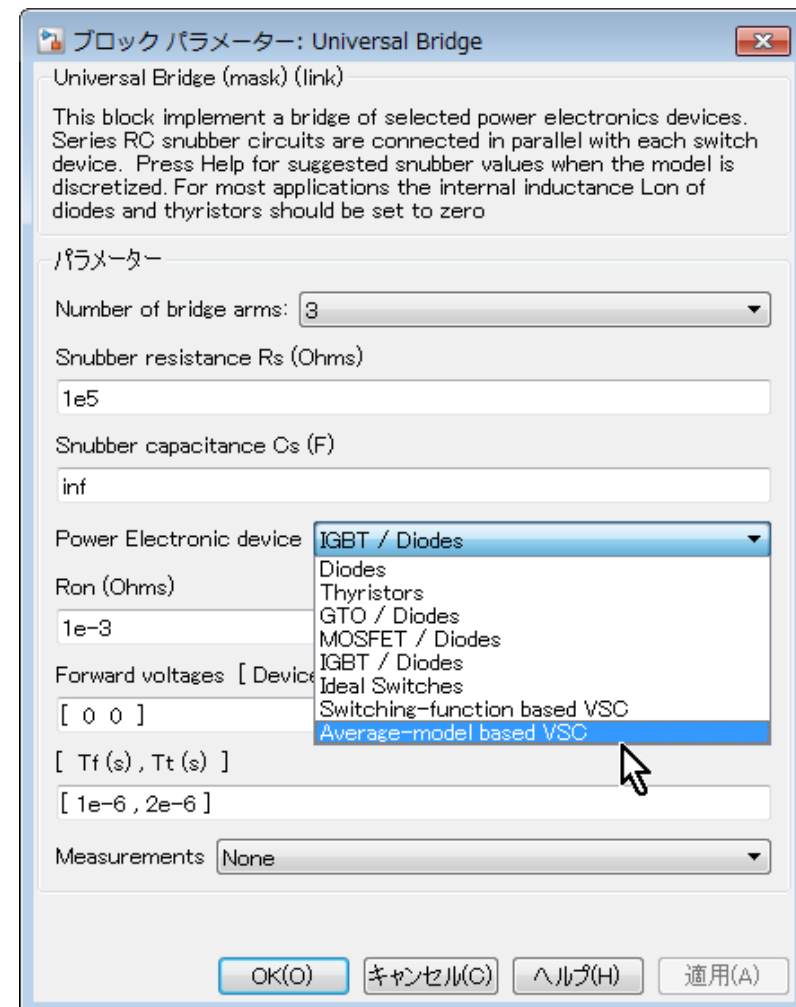 ブロック パラメーター: Universal Bridge
Universal Bridge (mask) (link)
This block implement a bridge of selected power electronics devices.
Series RC snubber circuits are connected in parallel with each switch
device. Press Help for suggested snubber values when the model is
discretized. For most applications the internal inductance Lon of
diodes and thyristors should be set to zero
パラメーター
Number of bridge arms: 3
Snubber resistance Rs (Ohms)
1e5
Snubber capacitance Cs (F)
inf
Power Electronic device IGBT / Diodes
Diodes
Ron (Ohms)
Thyristors
GTO / Diodes
1e-3
MOSFET / Diodes
IGBT / Diodes
Forward voltages [ Device
Ideal Switches
Switching-function based VSC
[ 0 0 ]
Average-model based VSC
[ Tf (s) , Tt (s) ]
[ 1e-6 , 2e-6 ]
Measurements None
OK(O) キャンセル(C) ヘルプ(H) 適用(A)